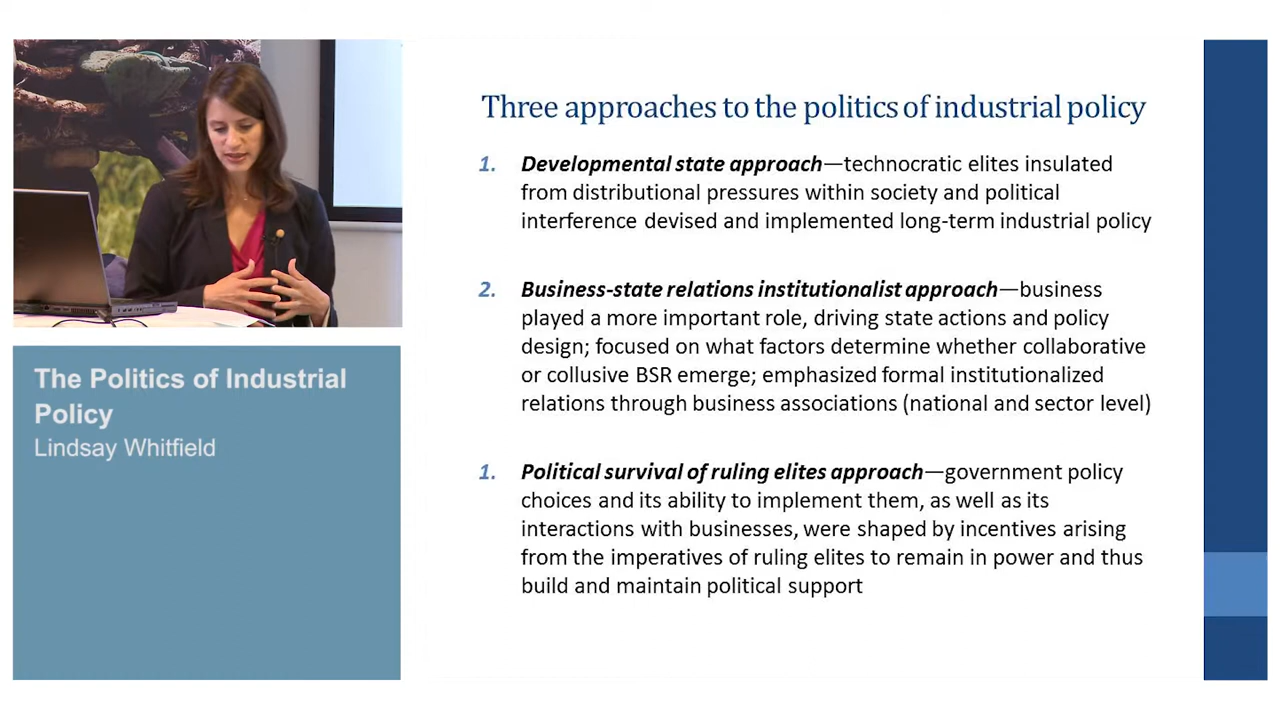 Three approaches to the politics of industrial policy
1. Developmental state approach—technocratic elites insulated
from distributional pressures within society and political
interference devised and implemented long-term industrial policy
2. Business-state relations institutionalist approach—business
played a more important role, driving state actions and policy
design; focused on what factors determine whether collaborative
or collusive BSR emerge; emphasized formal institutionalized
relations through business associations (national and sector level)
1. Political survival of ruling elites approach—government policy
choices and its ability to implement them, as well as its
interactions with businesses, were shaped by incentives arising
from the imperatives of ruling elites to remain in power and thus
build and maintain political support
The Politics of Industrial
Policy
Lindsay Whitfield